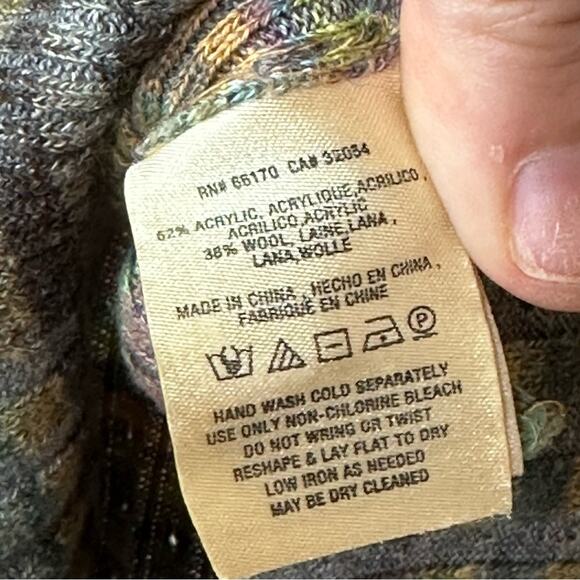 RN# 66170 CA# 32054
62% ACRYLIC, ACRYLIQUE, ACRILICO,
ACRILICO, ACRYLIC
38% WOOL, LAINE, LANA,
LANA, WOLLE
MADE IN CHINA, HECHO EN CHINA,
FABRIQUE EN CHINE
P
HAND WASH COLD SEPARATELY
USE ONLY NON-CHLORINE BLEACH
DO NOT WRING OR TWIST
RESHAPE & LAY FLAT TO DRY
LOW IRON AS NEEDED
MAY BE DRY CLEANED